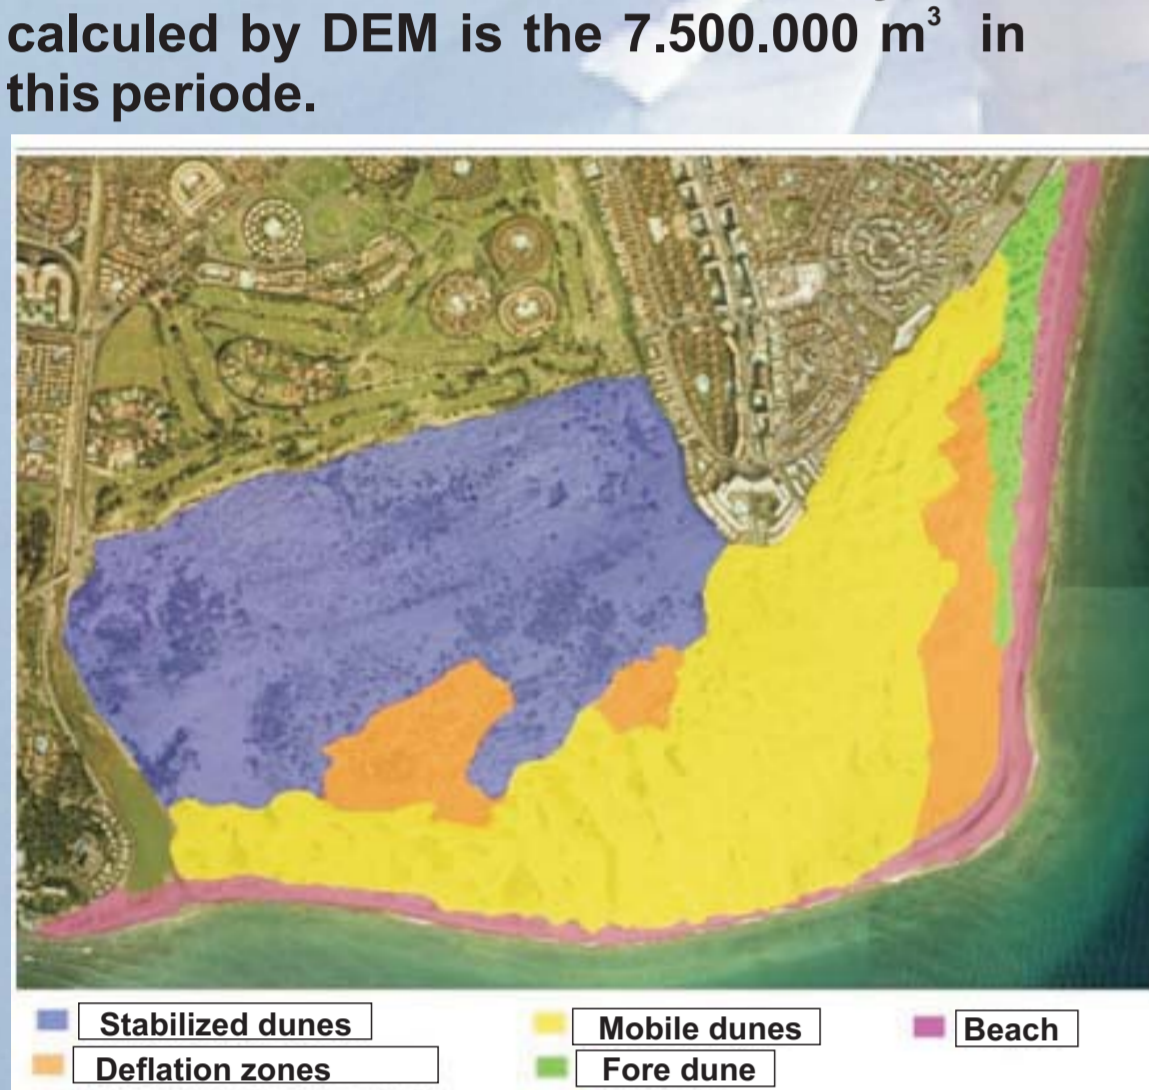 calculed by DEM is the 7.500.000 m³ in
this periode.
Stabilized dunes
Mobile dunes
Beach
Deflation zones
Fore dune